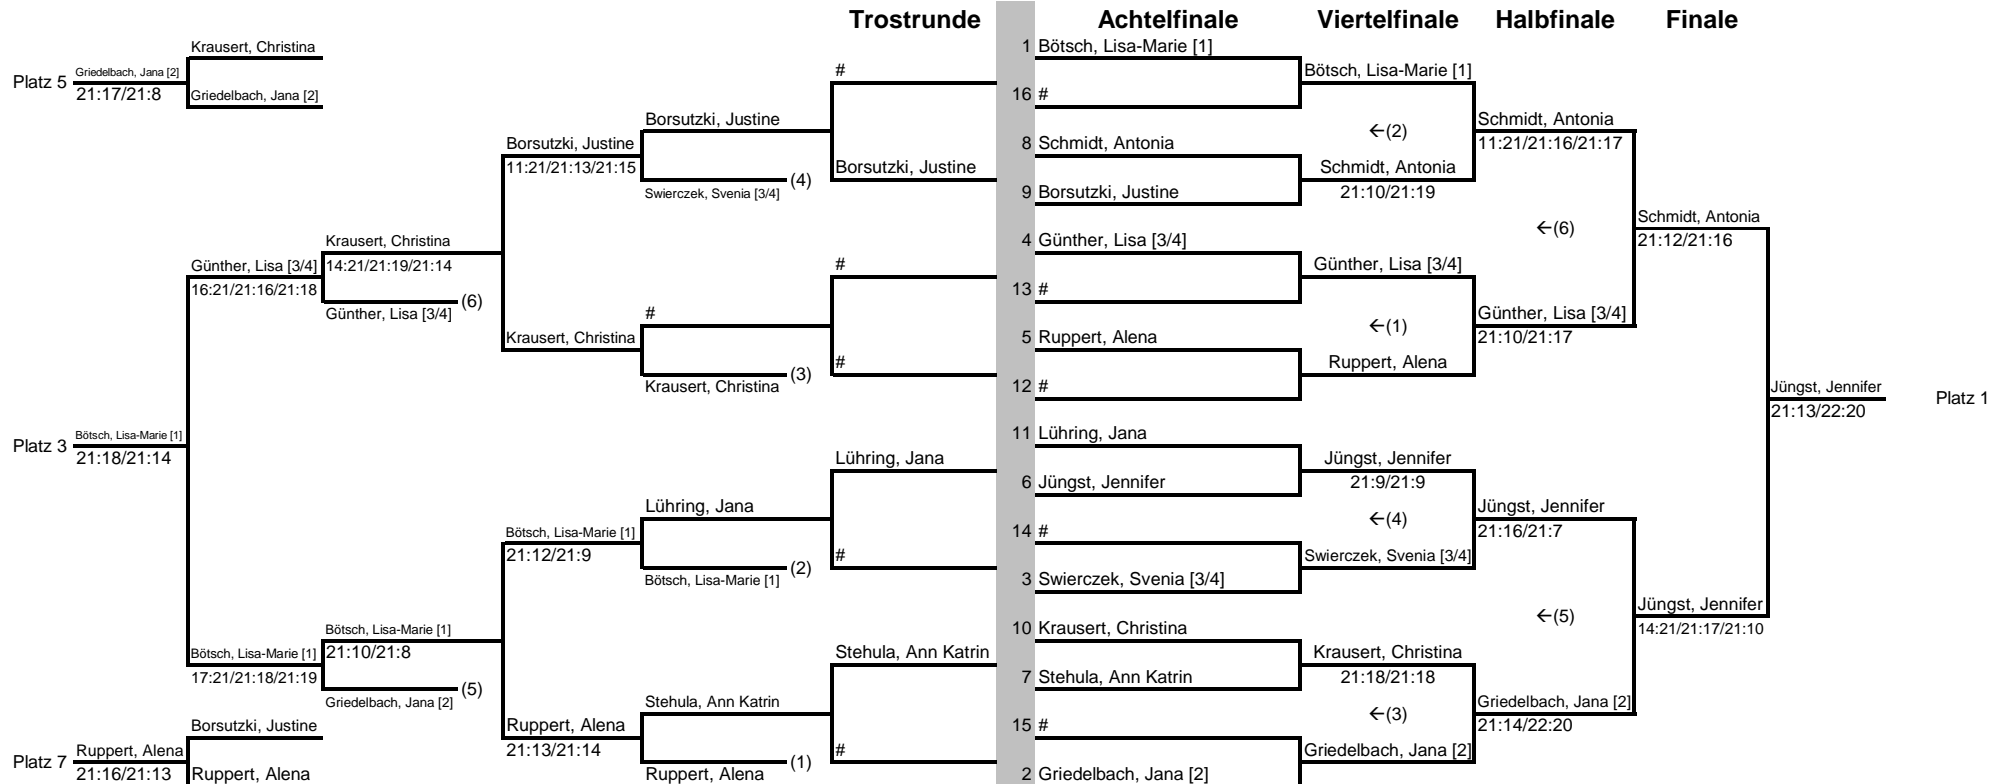 Trostrunde Achtelfinale Viertelfinale Halbfinale Finale
Krausert, Christina 1 Bötsch, Lisa-Marie [1]
Platz 5 Griedelbach, Jana [2] # Bötsch, Lisa-Marie [1]
21:17/21:8 Griedelbach, Jana [2] 16 #
Borsutzki, Justine ←(2) Schmidt, Antonia
Borsutzki, Justine 8 Schmidt, Antonia 11:21/21:16/21:17
11:21/21:13/21:15 (4) Borsutzki, Justine Schmidt, Antonia
Swierczek, Svenia [3/4] 9 Borsutzki, Justine 21:10/21:19
Schmidt, Antonia
Krausert, Christina 4 Günther, Lisa [3/4] ←(6) 21:12/21:16
Günther, Lisa [3/4] 14:21/21:19/21:14 # Günther, Lisa [3/4]
16:21/21:16/21:18 (6) 13 #
Günther, Lisa [3/4] # ←(1) Günther, Lisa [3/4]
Krausert, Christina 5 Ruppert, Alena 21:10/21:17
(3) # Ruppert, Alena
Krausert, Christina 12 # Jüngst, Jennifer Platz 1
21:13/22:20
Platz 3 Bötsch, Lisa-Marie [1] 11 Lühring, Jana
21:18/21:14 Lühring, Jana Jüngst, Jennifer
6 Jüngst, Jennifer 21:9/21:9
Lühring, Jana ←(4) Jüngst, Jennifer
Bötsch, Lisa-Marie [1] 14 # 21:16/21:7
21:12/21:9 (2) # Swierczek, Svenia [3/4]
Bötsch, Lisa-Marie [1] 3 Swierczek, Svenia [3/4]
←(5) Jüngst, Jennifer
Bötsch, Lisa-Marie [1] 10 Krausert, Christina 14:21/21:17/21:10
Bötsch, Lisa-Marie [1] 21:10/21:8 Stehula, Ann Katrin Krausert, Christina
17:21/21:18/21:19 (5) 7 Stehula, Ann Katrin 21:18/21:18
Griedelbach, Jana [2] Stehula, Ann Katrin ←(3) Griedelbach, Jana [2]
Borsutzki, Justine Ruppert, Alena 15 # 21:14/22:20
Platz 7 Ruppert, Alena 21:13/21:14 (1) # Griedelbach, Jana [2]
21:16/21:13 Ruppert, Alena Ruppert, Alena 2 Griedelbach, Jana [2]